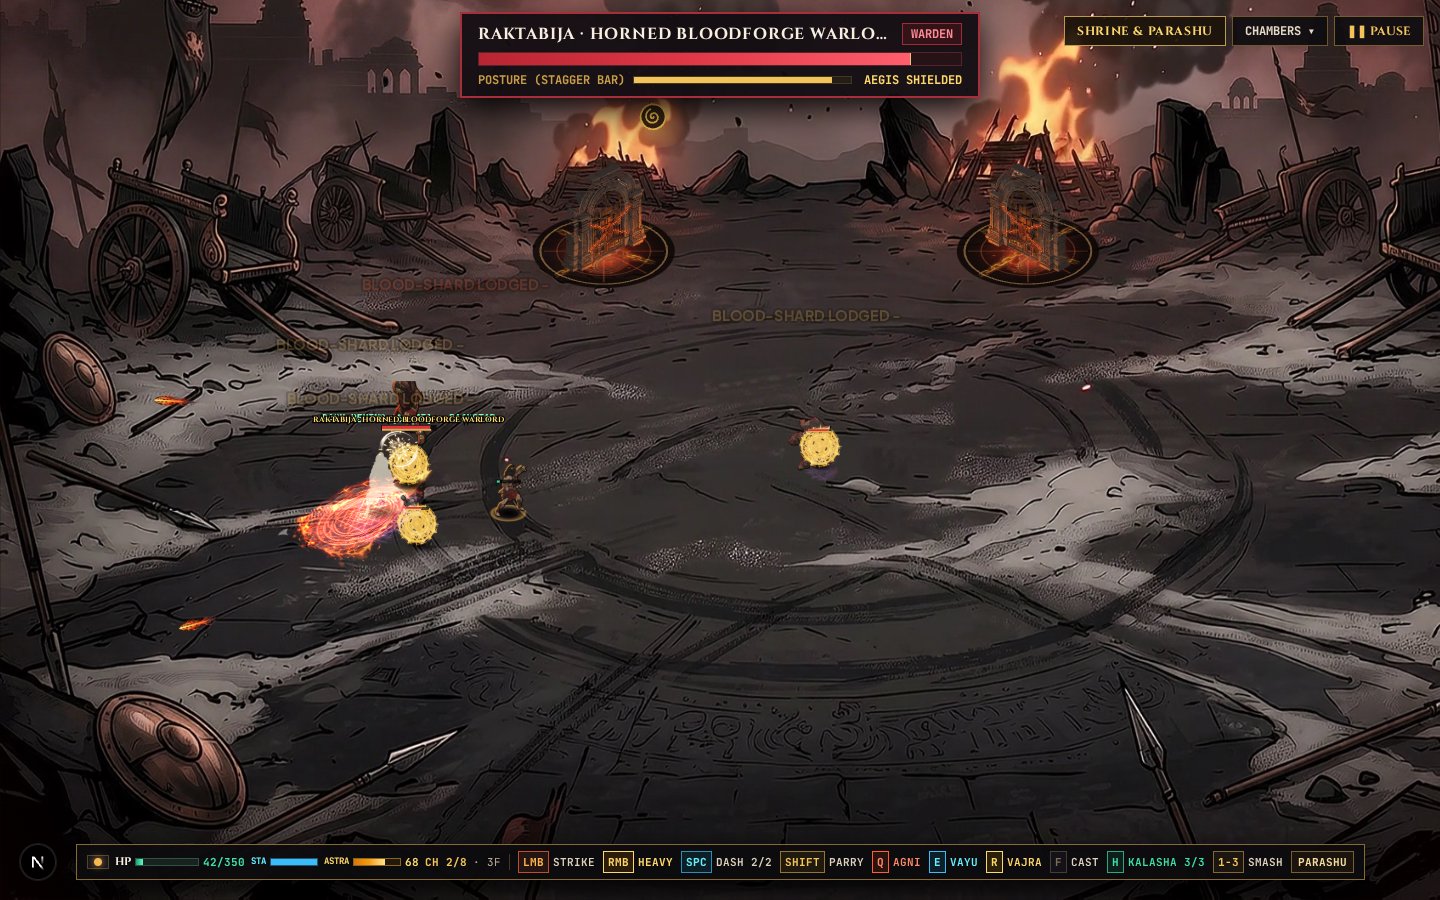 RAKTABIJA · HORNED BLOODFORGE WARLO...
WARDEN
POSTURE (STAGGER BAR)
AEGIS SHIELDED
SHRINE & PARASHU
CHAMBERS ▾
❚❚ PAUSE
BLOOD-SHARD LODGED -
BLOOD-SHARD LODGED -
BLOOD-SHARD LODGED -
BLOOD-SHARD LODGED -
RAKTABIJA · HORNED BLOODFORGE WARLORD
N
HP 42/350 STA ASTRA 68 CH 2/8 · 3F LMB STRIKE RMB HEAVY SPC DASH 2/2 SHIFT PARRY Q AGNI E VAYU R VAJRA F CAST H KALASHA 3/3 1-3 SMASH PARASHU